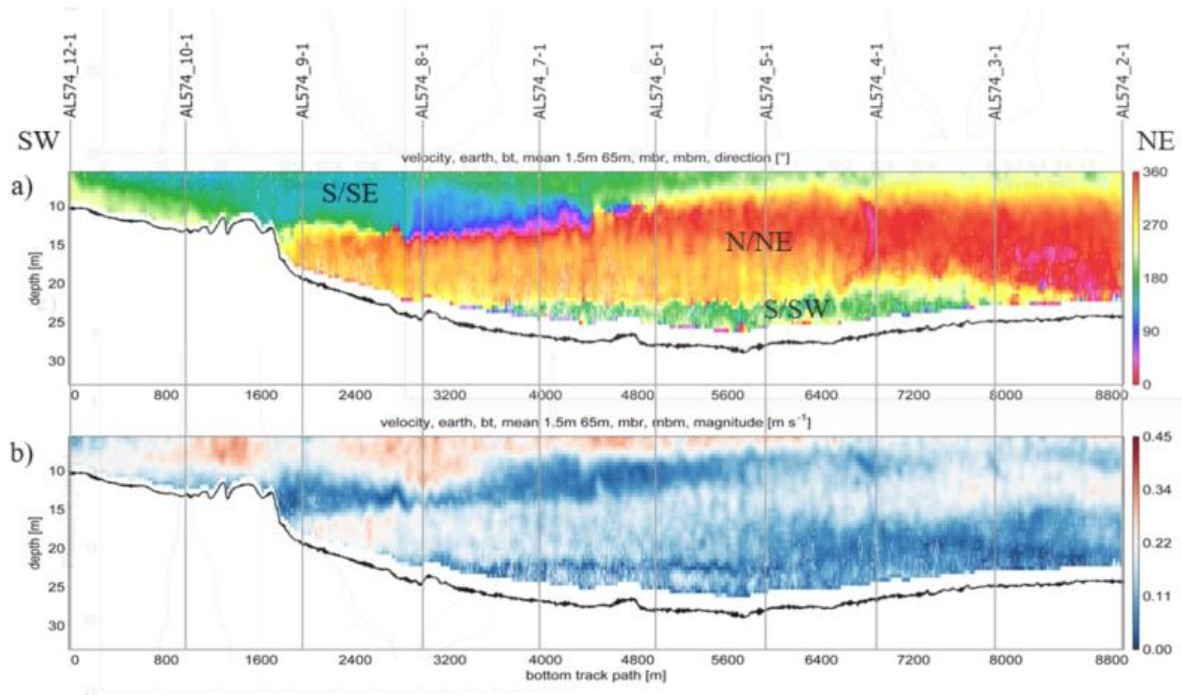 AL574_12-1
AL574_10-1
AL574_9-1
AL574_8-1
AL574_7-1
AL574_6-1
AL574_5-1
AL574_4-1
AL574_3-1
AL574_2-1
SW
NE
velocity, earth, bt, mean 1.5m 65m, mbr, mbm, direction [°]
a)
S/SE
N/NE
S/SW
depth [m]
10
15
20
25
30
360
270
180
90
0
0 800 1600 2400 3200 4000 4800 5600 6400 7200 8000 8800
velocity, earth, bt, mean 1.5m 65m, mbr, mbm, magnitude [m s⁻¹]
b)
depth [m]
10
15
20
25
30
0.45
0.34
0.22
0.11
0.00
0 800 1600 2400 3200 4000 4800 5600 6400 7200 8000 8800
bottom track path [m]